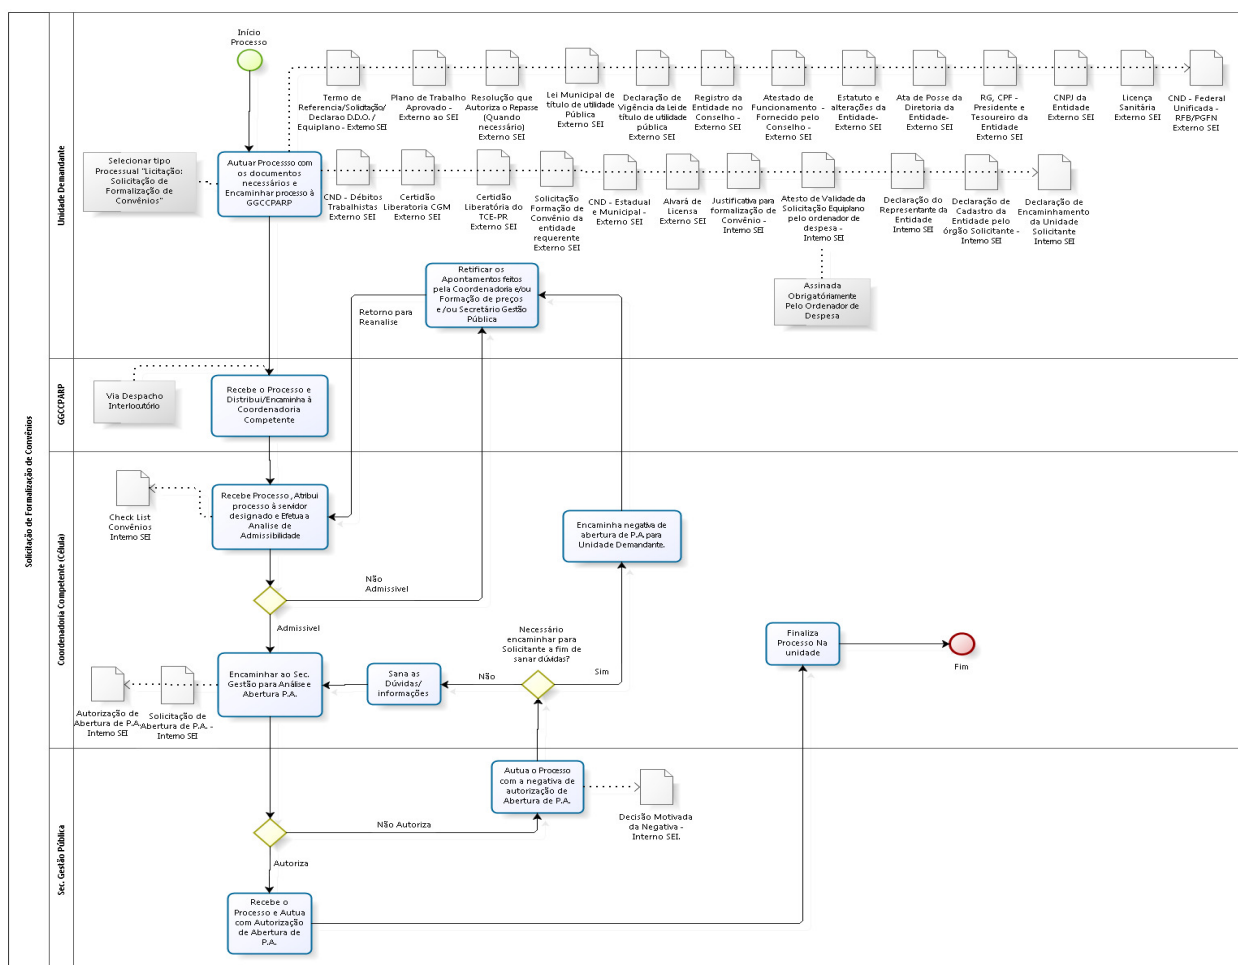 Início
Processo
Termo de
Referencia/Solicitação/
Declarao D.D.O. /
Equiplano - Externo SEI
Plano de Trabalho
Aprovado -
Externo ao SEI
Resolução que
Autoriza o Repasse
(Quando
necessário)
Externo SEI
Lei Municipal de
título de utilidade
Pública
Externo SEI
Declaração de
Vigência da Lei de
título de utilidade
pública
Externo SEI
Registro da
Entidade no
Conselho -
Externo SEI
Atestado de
Funcionamento -
Fornecido pelo
Conselho -
Externo SEI
Estatuto e
alterações da
Entidade-
Externo SEI
Ata de Posse da
Diretoria da
Entidade-
Externo SEI
RG, CPF -
Presidente e
Tesoureiro da
Entidade
Externo SEI
CNPJ da
Entidade
Externo SEI
Licença
Sanitária
Externo SEI
CND - Federal
Unificada -
RFB/PGFN
Externo SEI
Selecionar tipo
Processual "Licitação:
Solicitação de
Formalização de
Convênios"
Autuar Processso com
os documentos
necessários e
Encaminhar processo à
GGCCPARP
CND - Débitos
Trabalhistas
Externo SEI
Certidão
Liberatoria CGM
Externo SEI
Certidão
Liberatória do
TCE-PR
Externo SEI
Solicitação
Formação de
Convênio da
entidade
requerente
Externo SEI
CND - Estadual
e Municipal -
Externo SEI
Alvará de
Licensa
Externo SEI
Justificativa para
formalização de
Convênio -
Interno SEI
Atesto de Validade da
Solicitação Equiplano
pelo ordenador de
despesa -
Interno SEI
Declaração do
Representante da
Entidade
Interno SEI
Declaração de
Cadastro da
Entidade pelo
órgão Solicitante -
Interno SEI
Declaração de
Encaminhamento
da Unidade
Solicitante
Interno SEI
Assinada
Obrigatóriamente
Pelo Ordenador de
Despesa
Retificar os
Apontamentos feitos
pela Coordenadoria e/ou
Formação de preços
e /ou Secretário Gestão
Pública
Retorno para
Reanalise
Unidade Demandante
GGCCPARP
Via Despacho
Interlocutório
Recebe o Processo e
Distribui/Encaminha à
Coordenadoria
Competente
Solicitação de Formalização de Convênios
Coordenadoria Competente (Célula)
Check List
Convênios
Interno SEI
Recebe Processo , Atribui
processo à servidor
designado e Efetua a
Analise de
Admissibilidade
Não
Admissivel
Admissivel
Encaminha negativa de
abertura de P.A. para
Unidade Demandante.
Necessário
encaminhar para
Solicitante a fim de
sanar dúvidas?
Não
Sim
Sana as
Dúvidas/
informações
Encaminhar ao Sec.
Gestão para Análise e
Abertura P.A.
Autorização de
Abertura de P.A.
Interno SEI
Solicitação de
Abertura de P.A. -
Interno SEI
Finaliza
Processo Na
unidade
Fim
Sec. Gestão Pública
Autua o Processo
com a negativa de
autorização de
Abertura de P.A.
Decisão Motivada
da Negativa -
Interno SEI.
Não Autoriza
Autoriza
Recebe o
Processo e Autua
com Autorização
de Abertura de
P.A.